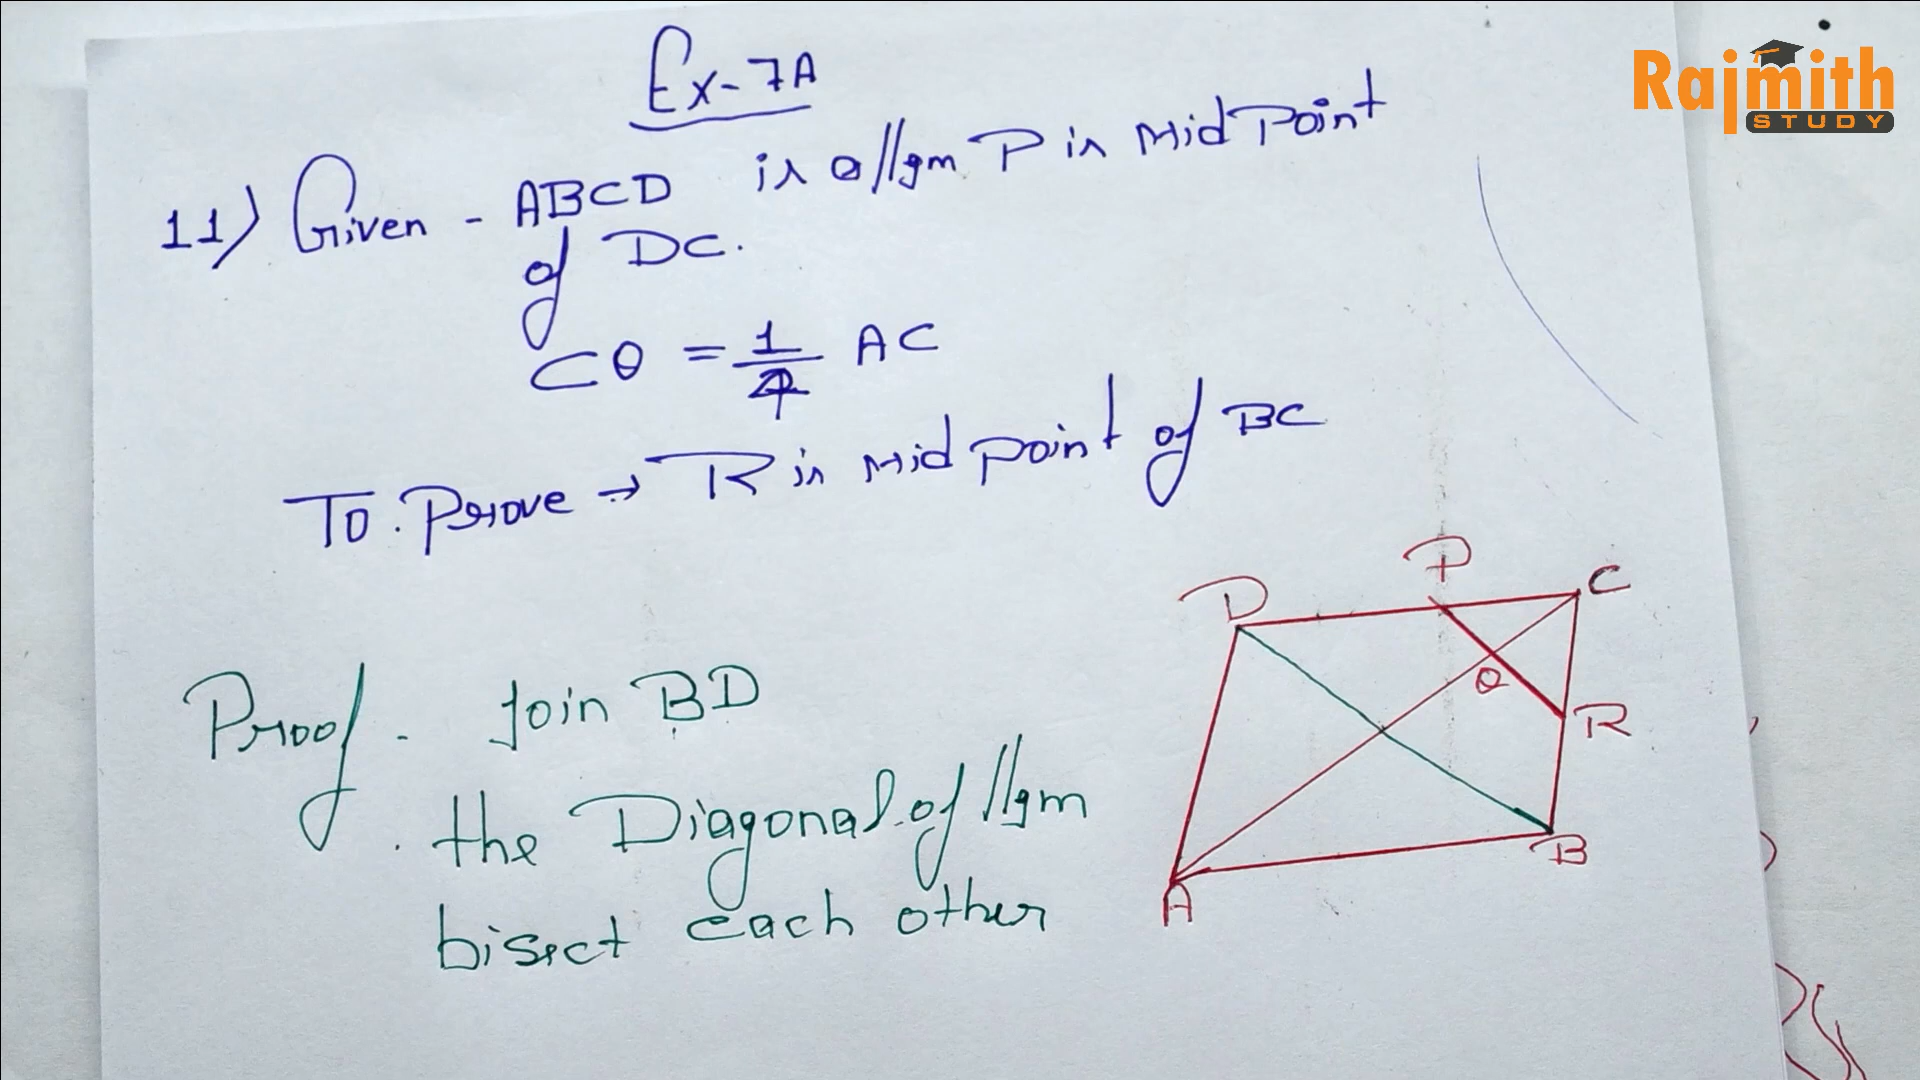 Rajmith
STUDY
Ex-7A
11) Given - ABCD is a//gm P is Mid Point
of DC.
CQ = 1/4 AC
To. Prove → R is Mid point of BC
Proof - Join BD
the Diagonal of //gm
bisect each other
D P C
Q
R
B
A